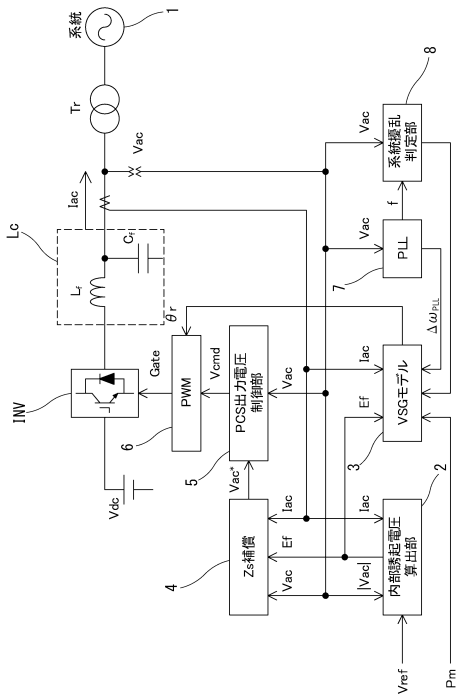 系統
1
Tr
Vac
Iac
Lc
Lf
Cf
INV
Vdc
θr
Gate
PWM
6
Vcmd
PCS出力電圧
制御部
5
Vac*
Vac
Zs補償
4
Vac
Ef
Iac
|Vac|
Iac
内部誘起電圧
算出部
2
Vref
Pm
VSGモデル
3
Ef
Iac
ΔωPLL
PLL
7
Vac
f
系統擾乱
判定部
8
Vac